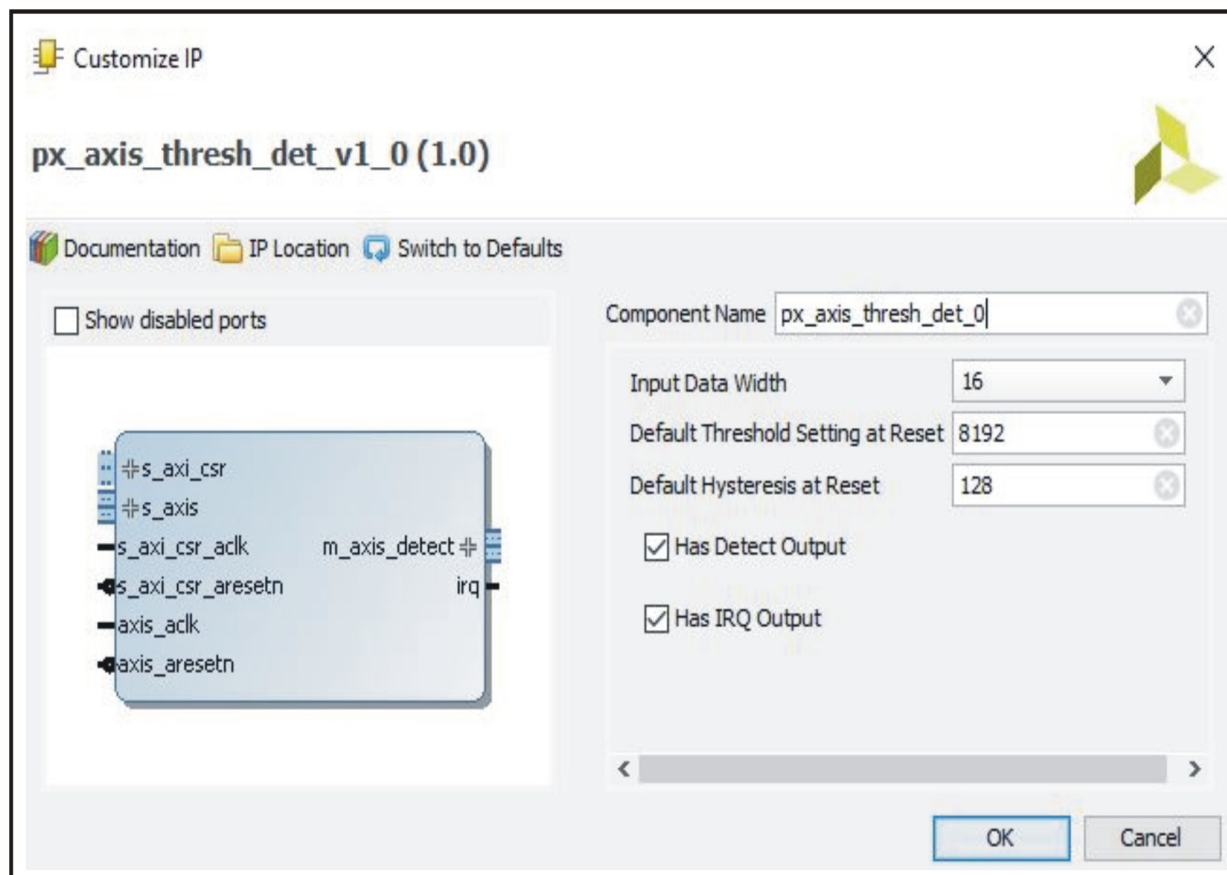 Customize IP
px_axis_thresh_det_v1_0 (1.0)
Documentation IP Location Switch to Defaults
Show disabled ports
s_axi_csr
s_axis
s_axi_csr_aclk
s_axi_csr_aresetn
axis_aclk
axis_aresetn
m_axis_detect
irq
Component Name px_axis_thresh_det_0
Input Data Width 16
Default Threshold Setting at Reset 8192
Default Hysteresis at Reset 128
Has Detect Output
Has IRQ Output
OK Cancel